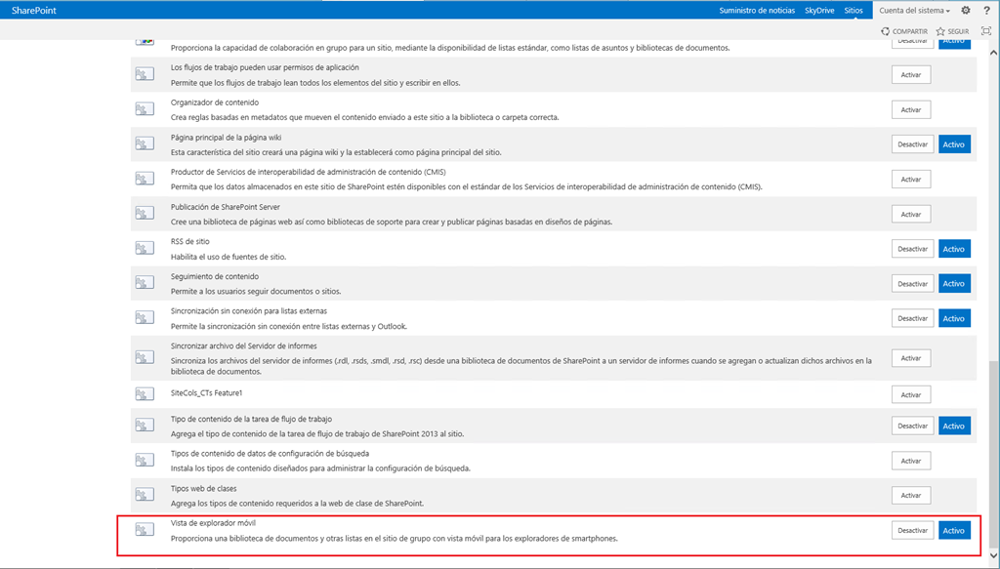 SharePoint
Suministro de noticias SkyDrive Sitios Cuenta del sistema ?
COMPARTIR SEGUIR
Proporciona la capacidad de colaboración en grupo para un sitio, mediante la disponibilidad de listas estándar, como listas de asuntos y bibliotecas de documentos.
Desactivar Activo
Los flujos de trabajo pueden usar permisos de aplicación
Permite que los flujos de trabajo lean todos los elementos del sitio y escribir en ellos.
Activar
Organizador de contenido
Crea reglas basadas en metadatos que mueven el contenido enviado a este sitio a la biblioteca o carpeta correcta.
Activar
Página principal de la página wiki
Esta característica del sitio creará una página wiki y la establecerá como página principal del sitio.
Desactivar Activo
Productor de Servicios de interoperabilidad de administración de contenido (CMIS)
Permita que los datos almacenados en este sitio de SharePoint estén disponibles con el estándar de los Servicios de interoperabilidad de administración de contenido (CMIS).
Activar
Publicación de SharePoint Server
Cree una biblioteca de páginas web así como bibliotecas de soporte para crear y publicar páginas basadas en diseños de páginas.
Activar
RSS de sitio
Habilita el uso de fuentes de sitio.
Desactivar Activo
Seguimiento de contenido
Permite a los usuarios seguir documentos o sitios.
Desactivar Activo
Sincronización sin conexión para listas externas
Permite la sincronización sin conexión entre listas externas y Outlook.
Desactivar Activo
Sincronizar archivo del Servidor de informes
Sincroniza los archivos del servidor de informes (.rdl, .rsds, .smdl, .rsd, .rsc) desde una biblioteca de documentos de SharePoint a un servidor de informes cuando se agregan o actualizan dichos archivos en la
biblioteca de documentos.
Activar
SiteCols_CTs Feature1
Activar
Tipo de contenido de la tarea de flujo de trabajo
Agrega el tipo de contenido de la tarea de flujo de trabajo de SharePoint 2013 al sitio.
Desactivar Activo
Tipos de contenido de datos de configuración de búsqueda
Instala los tipos de contenido diseñados para administrar la configuración de búsqueda.
Activar
Tipos web de clases
Agrega los tipos de contenido requeridos a la web de clase de SharePoint.
Activar
Vista de explorador móvil
Proporciona una biblioteca de documentos y otras listas en el sitio de grupo con vista móvil para los exploradores de smartphones.
Desactivar Activo